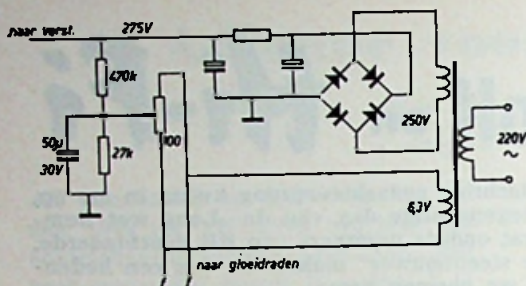 naar verst.
275V
470k
50µ
30V
27k
100
250V
220V
~
6,3V
naar gloeidraden